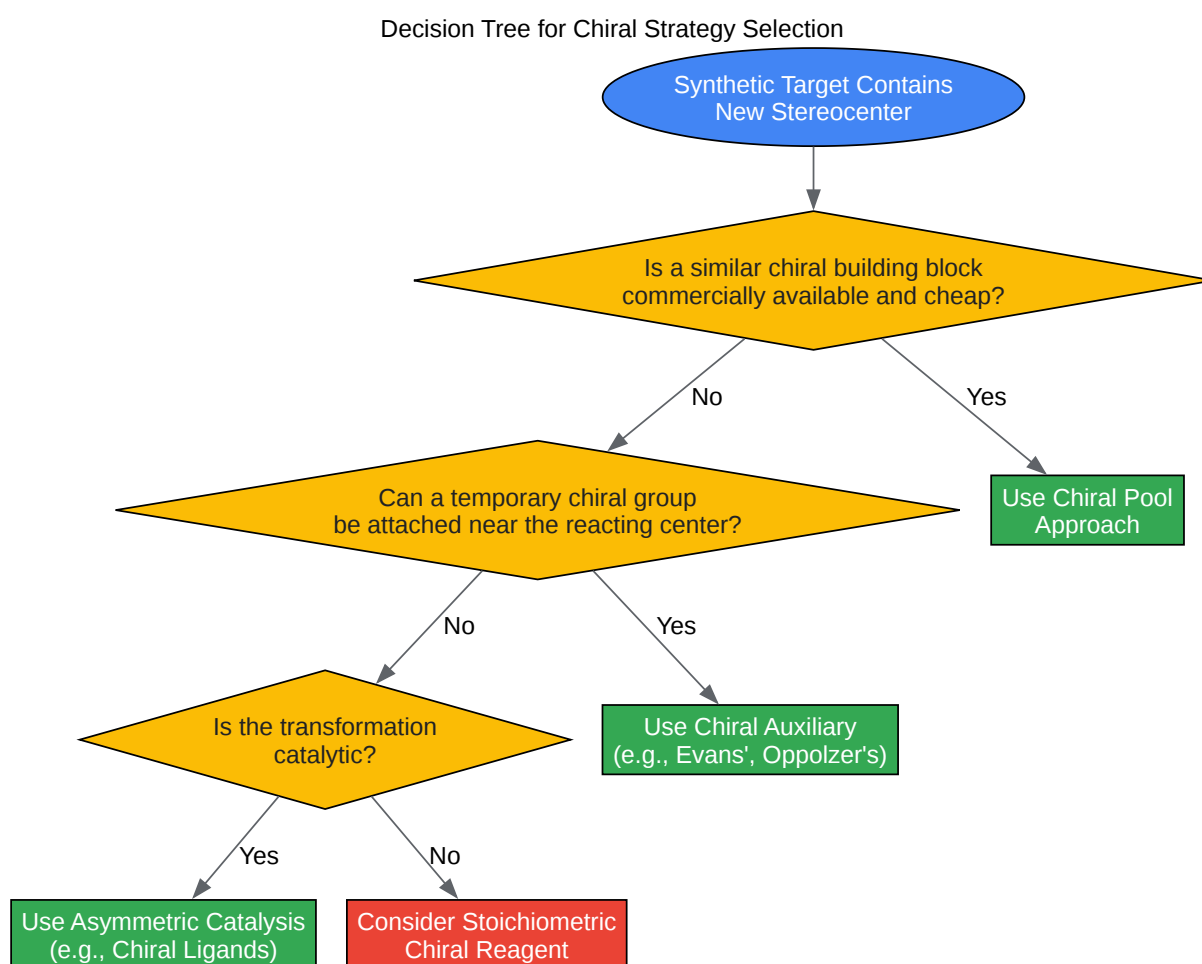 Decision Tree for Chiral Strategy Selection
Synthetic Target Contains
New Stereocenter
Is a similar chiral building block
commercially available and cheap?
No
Yes
Can a temporary chiral group
be attached near the reacting center?
Use Chiral Pool
Approach
No
Yes
Is the transformation
catalytic?
Use Chiral Auxiliary
(e.g., Evans', Oppolzer's)
Yes
No
Use Asymmetric Catalysis
(e.g., Chiral Ligands)
Consider Stoichiometric
Chiral Reagent